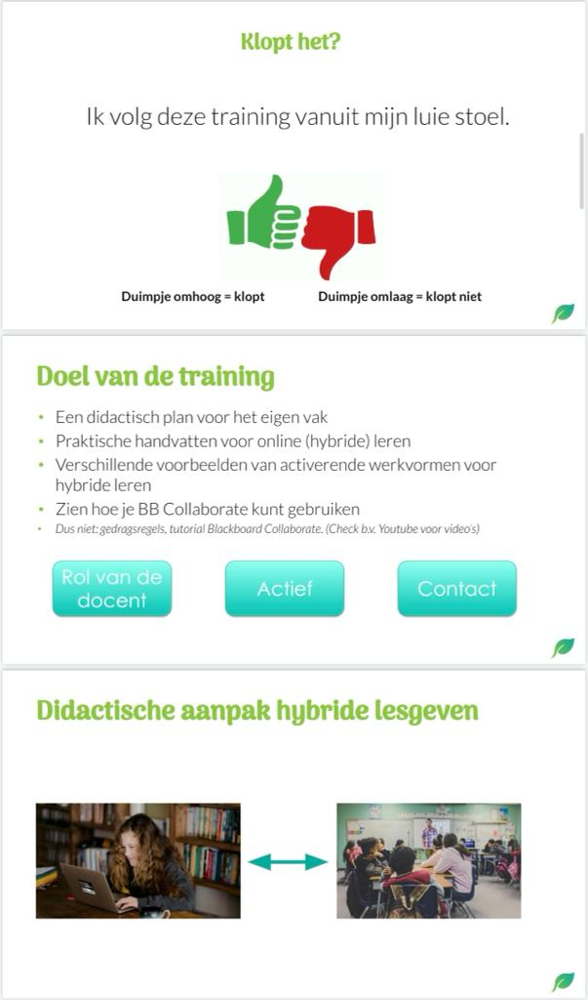 Klopt het?
Ik volg deze training vanuit mijn luie stoel.
Duimpje omhoog = klopt
Duimpje omlaag = klopt niet
Doel van de training
• Een didactisch plan voor het eigen vak
• Praktische handvatten voor online (hybride) leren
• Verschillende voorbeelden van activerende werkvormen voor
hybride leren
• Zien hoe je BB Collaborate kunt gebruiken
• Dus niet: gedragsregels, tutorial Blackboard Collaborate. (Check b.v. Youtube voor video's)
Rol van de
docent
Actief
Contact
Didactische aanpak hybride lesgeven